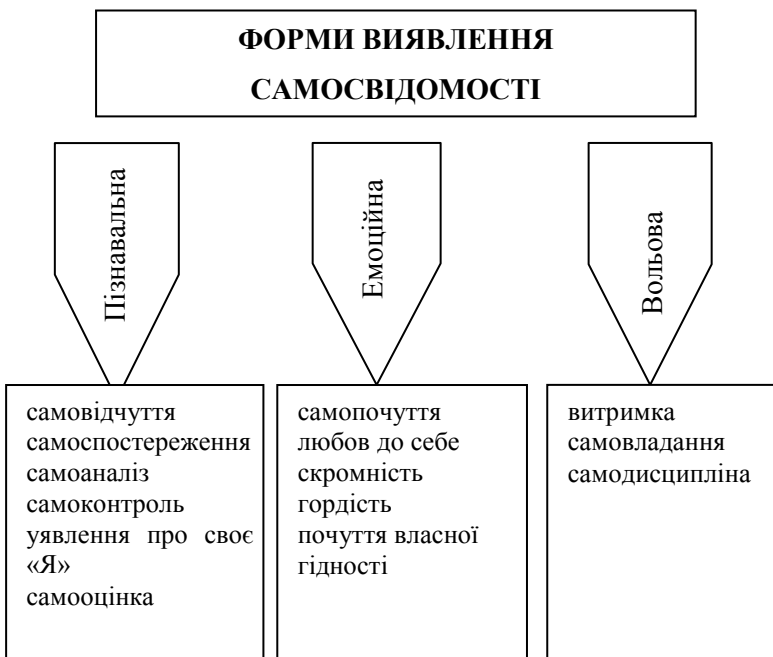 ФОРМИ ВИЯВЛЕННЯ
САМОСВІДОМОСТІ
Пізнавальна
Емоційна
Вольова
самовідчуття
самоспостереження
самоаналіз
самоконтроль
уявлення про своє
«Я»
самооцінка
самопочуття
любов до себе
скромність
гордість
почуття власної
гідності
витримка
самовладання
самодисципліна